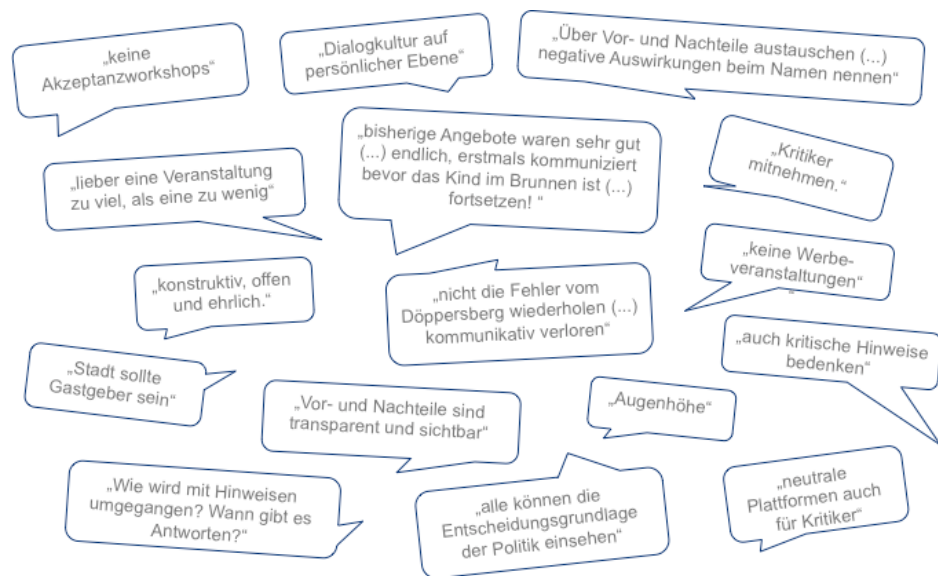 „keine
Akzeptanzworkshops“
„Dialogkultur auf
persönlicher Ebene“
„Über Vor- und Nachteile austauschen (...)
negative Auswirkungen beim Namen nennen“
„bisherige Angebote waren sehr gut
(...) endlich, erstmals kommuniziert
bevor das Kind im Brunnen ist (...)
fortsetzen! “
„Kritiker
mitnehmen.“
„lieber eine Veranstaltung
zu viel, als eine zu wenig“
„keine Werbe-
veranstaltungen“
“
„konstruktiv, offen
und ehrlich.“
„nicht die Fehler vom
Döppersberg wiederholen (...)
kommunikativ verloren“
„auch kritische Hinweise
bedenken“
„Stadt sollte
Gastgeber sein“
„Vor- und Nachteile sind
transparent und sichtbar“
„Augenhöhe“
„Wie wird mit Hinweisen
umgegangen? Wann gibt es
Antworten?“
„alle können die
Entscheidungsgrundlage
der Politik einsehen“
„neutrale
Plattformen auch
für Kritiker“